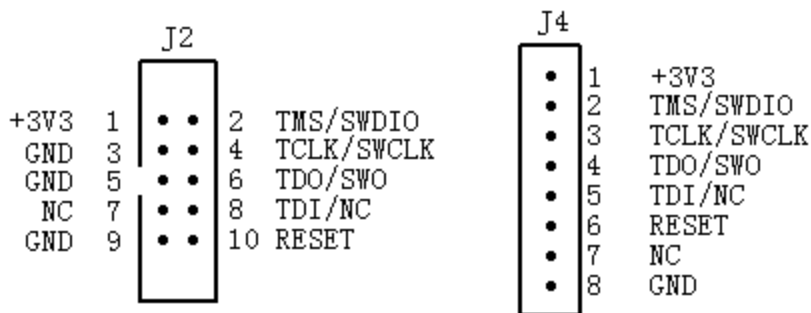 J2
+3V3 1 2 TMS/SWDIO
GND 3 4 TCLK/SWCLK
GND 5 6 TDO/SWO
NC 7 8 TDI/NC
GND 9 10 RESET
J4
1 +3V3
2 TMS/SWDIO
3 TCLK/SWCLK
4 TDO/SWO
5 TDI/NC
6 RESET
7 NC
8 GND